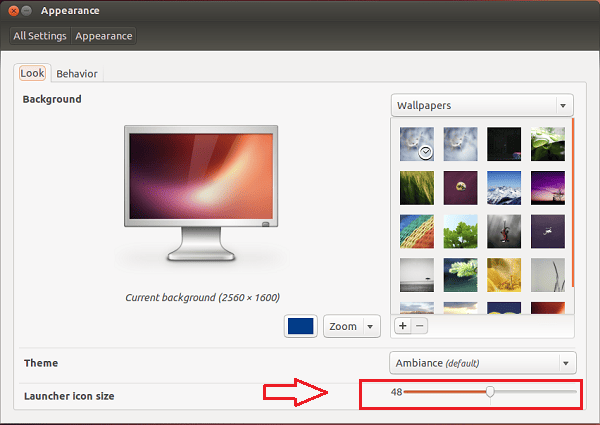 Appearance
All Settings Appearance
Look Behavior
Background
Wallpapers
Current background (2560 × 1600)
Zoom
Theme
Ambiance (default)
Launcher icon size
48